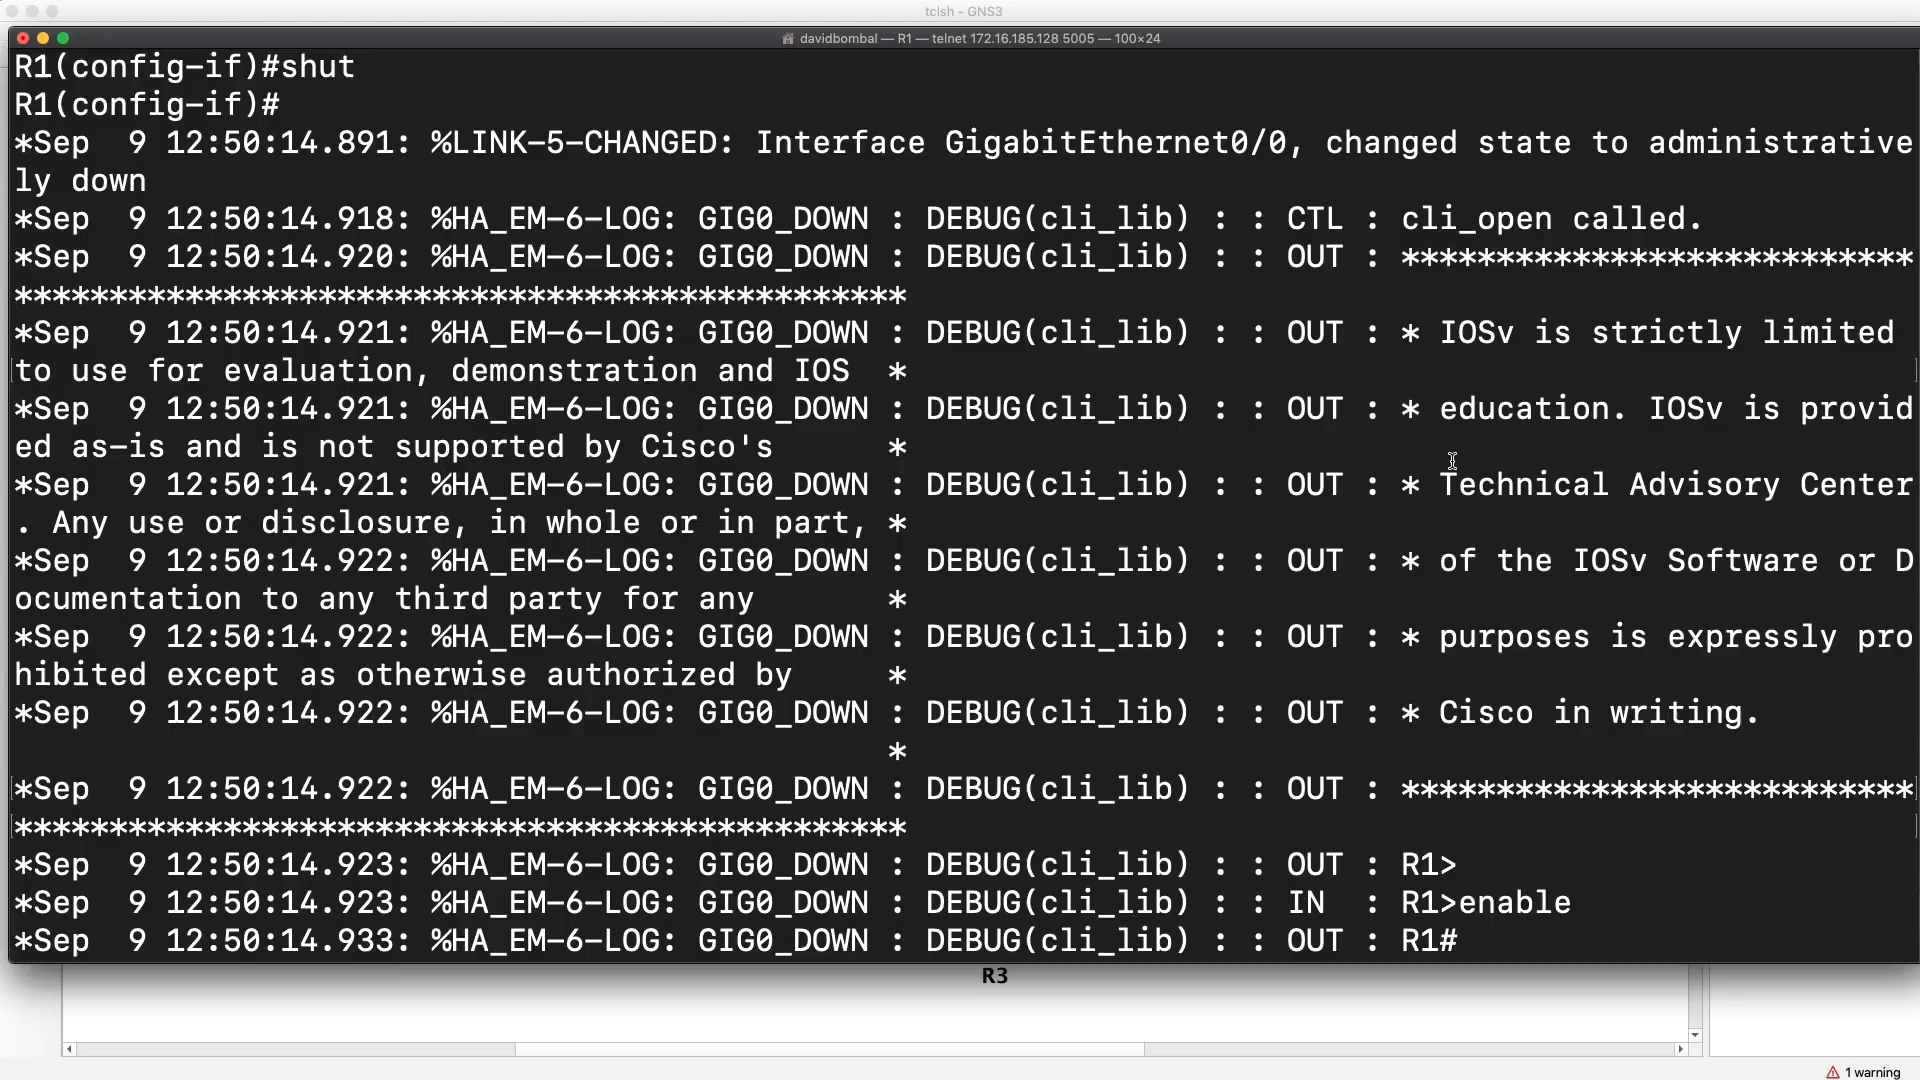 tclsh - GNS3
davidbombal — R1 — telnet 172.16.185.128 5005 — 100×24
R1(config-if)#shut
R1(config-if)#
*Sep  9 12:50:14.891: %LINK-5-CHANGED: Interface GigabitEthernet0/0, changed state to administrative
ly down
*Sep  9 12:50:14.918: %HA_EM-6-LOG: GIG0_DOWN : DEBUG(cli_lib) : : CTL : cli_open called.
*Sep  9 12:50:14.920: %HA_EM-6-LOG: GIG0_DOWN : DEBUG(cli_lib) : : OUT : ***************************
***********************************************
*Sep  9 12:50:14.921: %HA_EM-6-LOG: GIG0_DOWN : DEBUG(cli_lib) : : OUT : * IOSv is strictly limited
to use for evaluation, demonstration and IOS  *
*Sep  9 12:50:14.921: %HA_EM-6-LOG: GIG0_DOWN : DEBUG(cli_lib) : : OUT : * education. IOSv is provid
ed as-is and is not supported by Cisco's      *
*Sep  9 12:50:14.921: %HA_EM-6-LOG: GIG0_DOWN : DEBUG(cli_lib) : : OUT : * Technical Advisory Center
. Any use or disclosure, in whole or in part, *
*Sep  9 12:50:14.922: %HA_EM-6-LOG: GIG0_DOWN : DEBUG(cli_lib) : : OUT : * of the IOSv Software or D
ocumentation to any third party for any       *
*Sep  9 12:50:14.922: %HA_EM-6-LOG: GIG0_DOWN : DEBUG(cli_lib) : : OUT : * purposes is expressly pro
hibited except as otherwise authorized by     *
*Sep  9 12:50:14.922: %HA_EM-6-LOG: GIG0_DOWN : DEBUG(cli_lib) : : OUT : * Cisco in writing.
                                              *
*Sep  9 12:50:14.922: %HA_EM-6-LOG: GIG0_DOWN : DEBUG(cli_lib) : : OUT : ***************************
***********************************************
*Sep  9 12:50:14.923: %HA_EM-6-LOG: GIG0_DOWN : DEBUG(cli_lib) : : OUT : R1>
*Sep  9 12:50:14.923: %HA_EM-6-LOG: GIG0_DOWN : DEBUG(cli_lib) : : IN  : R1>enable
*Sep  9 12:50:14.933: %HA_EM-6-LOG: GIG0_DOWN : DEBUG(cli_lib) : : OUT : R1#
R3
1 warning